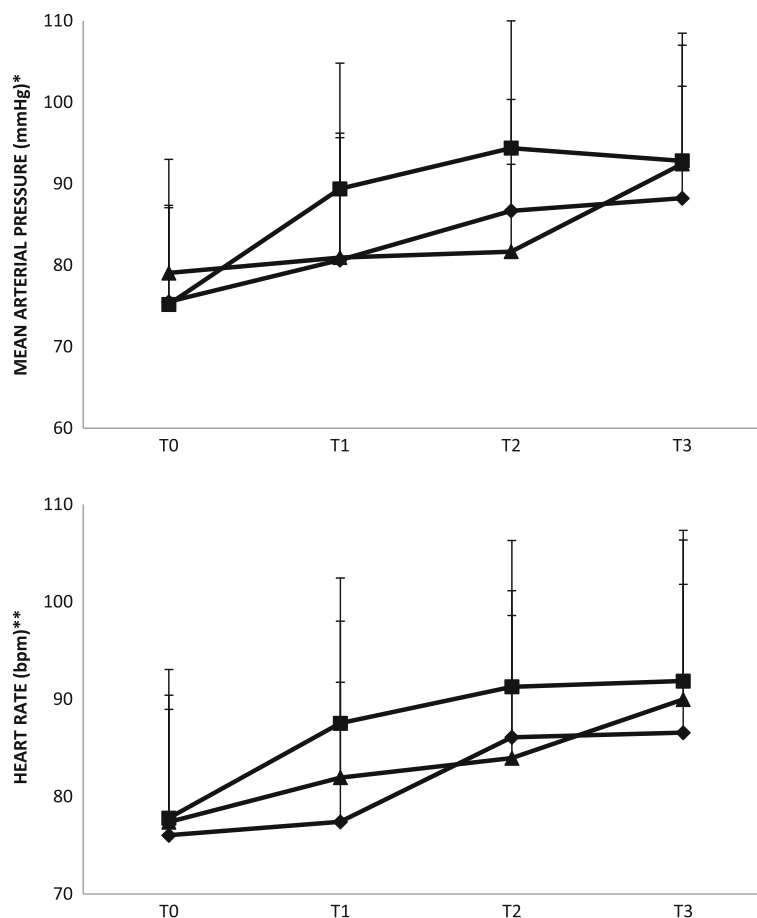 MEAN ARTERIAL PRESSURE (mmHg)*
110
100
90
80
70
60
T0 T1 T2 T3
HEART RATE (bpm)**
110
100
90
80
70
T0 T1 T2 T3